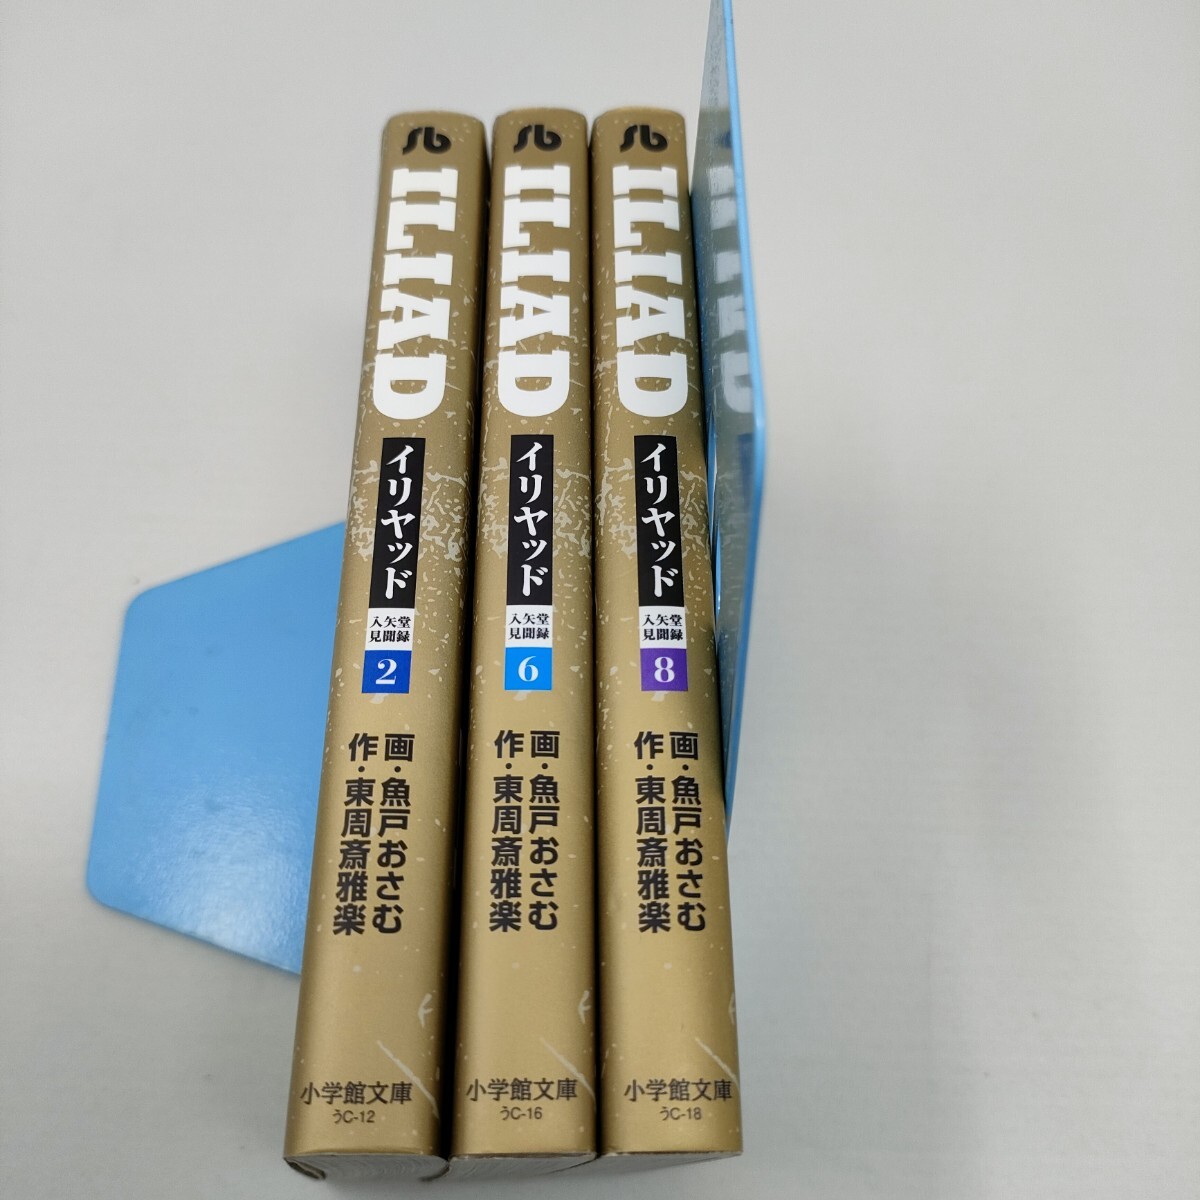 Sb
ILIAD
イリヤッド
入矢堂
見聞録
2
画・魚戸おさむ
作・東周斎雅楽
小学館文庫
うC-12
Sb
ILIAD
イリヤッド
入矢堂
見聞録
6
画・魚戸おさむ
作・東周斎雅楽
小学館文庫
うC-16
Sb
ILIAD
イリヤッド
入矢堂
見聞録
8
画・魚戸おさむ
作・東周斎雅楽
小学館文庫
うC-18